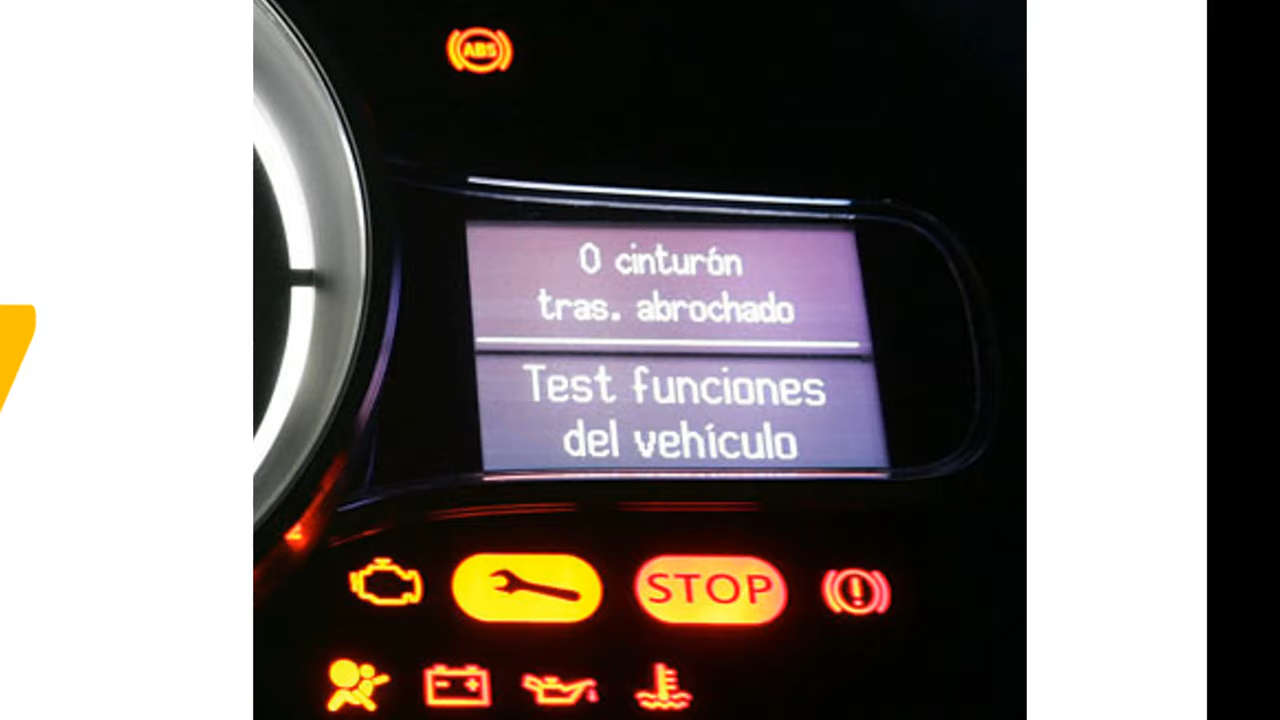 ABS
0 cinturón
tras. abrochado
Test funciones
del vehículo
STOP